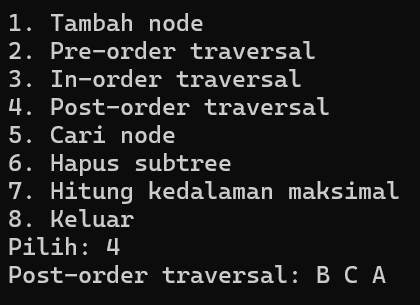 1. Tambah node
2. Pre-order traversal
3. In-order traversal
4. Post-order traversal
5. Cari node
6. Hapus subtree
7. Hitung kedalaman maksimal
8. Keluar
Pilih: 4
Post-order traversal: B C A